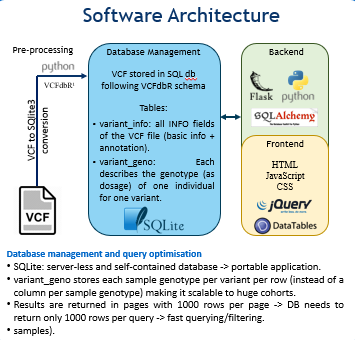 Software Architecture
Pre-processing
python
VCFdbR¹
VCF to SQlite3
conversion
VCF
Database Management
VCF stored in SQL db
following VCFdbR schema
Tables:
• variant_info: all INFO fields
of the VCF file (basic info +
annotation).
• variant_geno: Each
describes the genotype (as
dosage) of one individual
for one variant.
SQLite
Backend
Flask
python
SQLAlchemy
Frontend
HTML
JavaScript
CSS
jQuery
DataTables
Database management and query optimisation
• SQLite: server-less and self-contained database -> portable application.
• variant_geno stores each sample genotype per variant per row (instead of a
column per sample genotype) making it scalable to huge cohorts.
• Results are returned in pages with 1000 rows per page -> DB needs to
return only 1000 rows per query -> fast querying/filtering.
• samples).